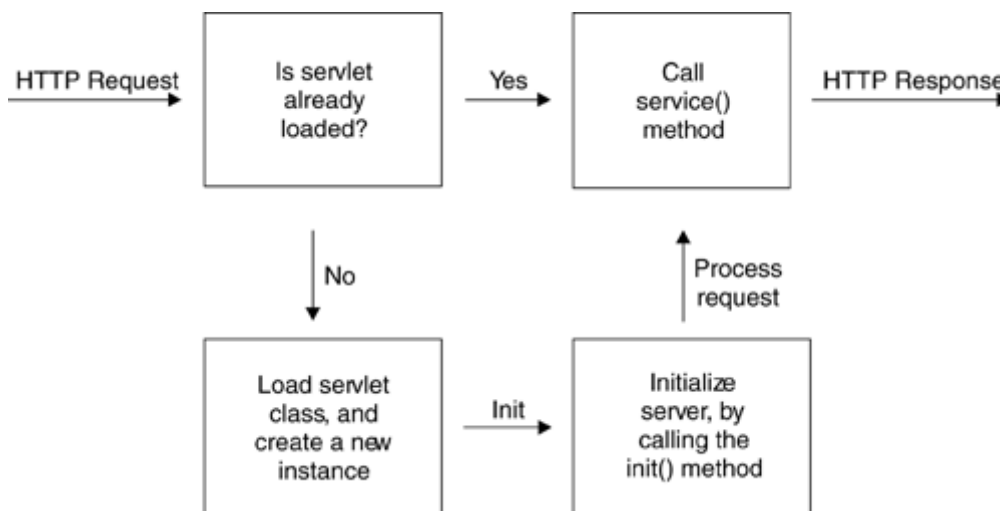 HTTP Request
Is servlet
already
loaded?
Yes
Call
service()
method
HTTP Response
No
Process
request
Load servlet
class, and
create a new
instance
Init
Initialize
server, by
calling the
init() method